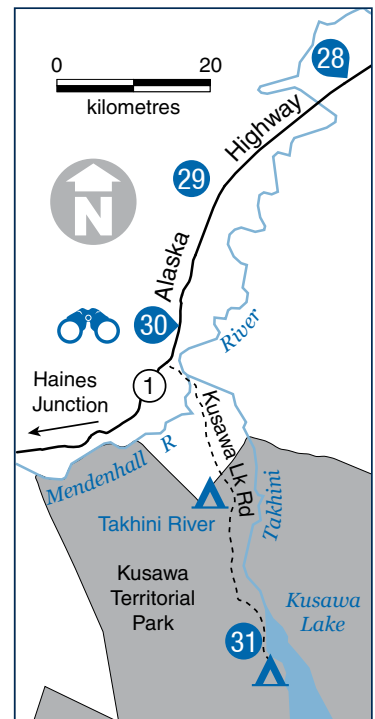 0 20
kilometres
28
Highway
29
N
Alaska
30
River
1
Haines
Junction
Kusawa Lk Rd
Mendenhall R
Takhini
Takhini River
Kusawa
Territorial
Park
Kusawa
Lake
31